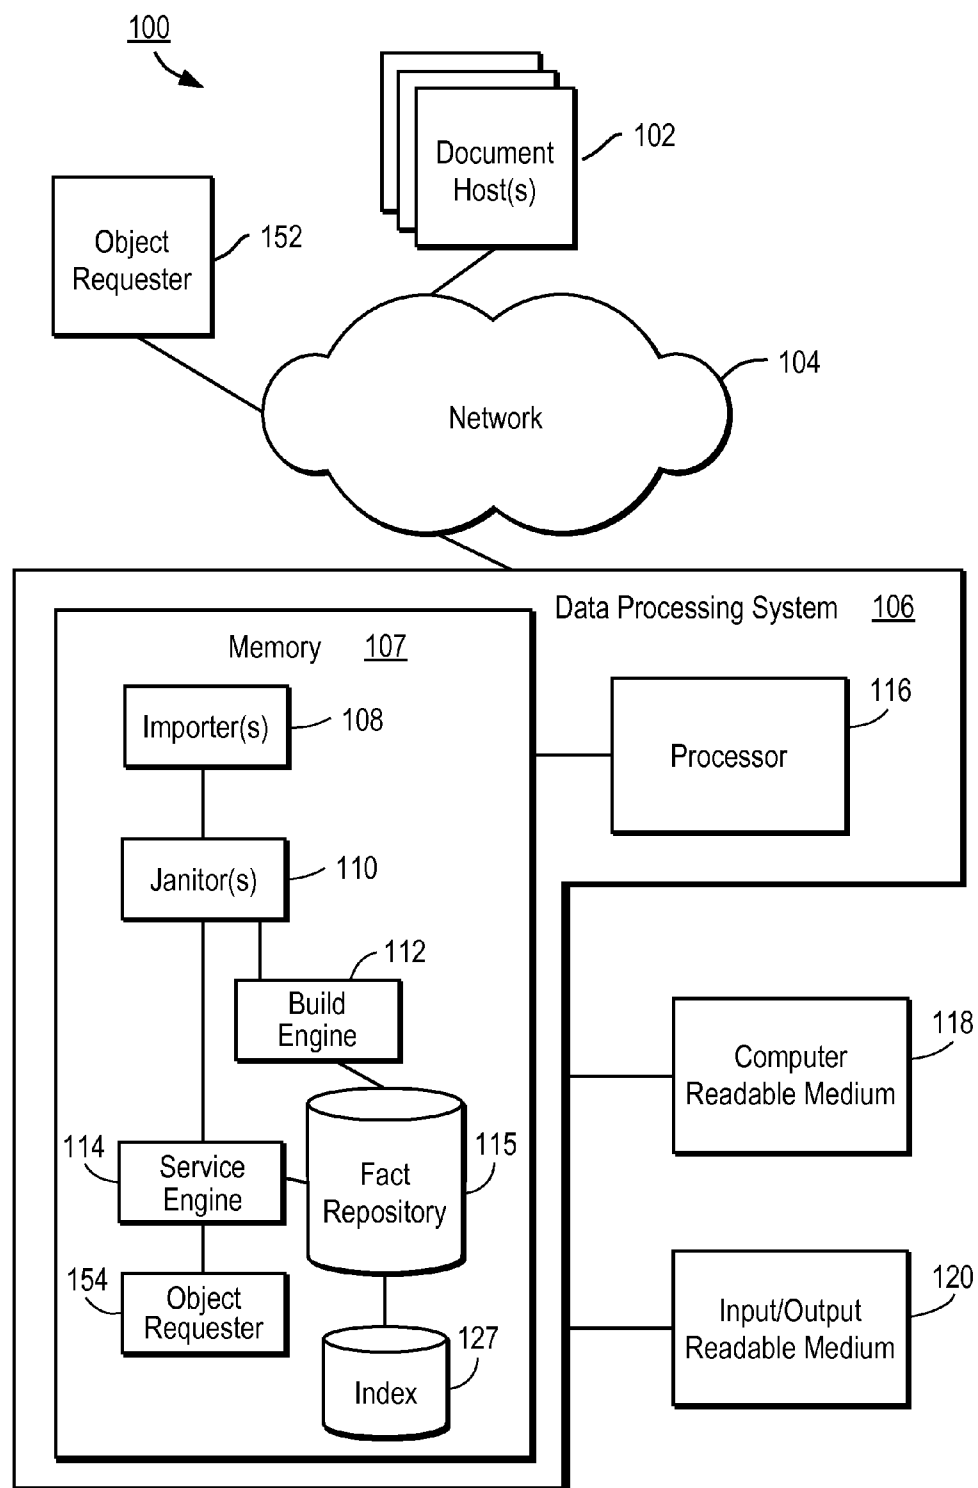 100
Document
Host(s)
102
Object
Requester
152
104
Network
Data Processing System 106
Memory 107
116
Importer(s)
108
Processor
Janitor(s)
110
112
Build
Engine
118
Computer
Readable Medium
114
Service
Engine
115
Fact
Repository
154
Object
Requester
120
Input/Output
Readable Medium
127
Index